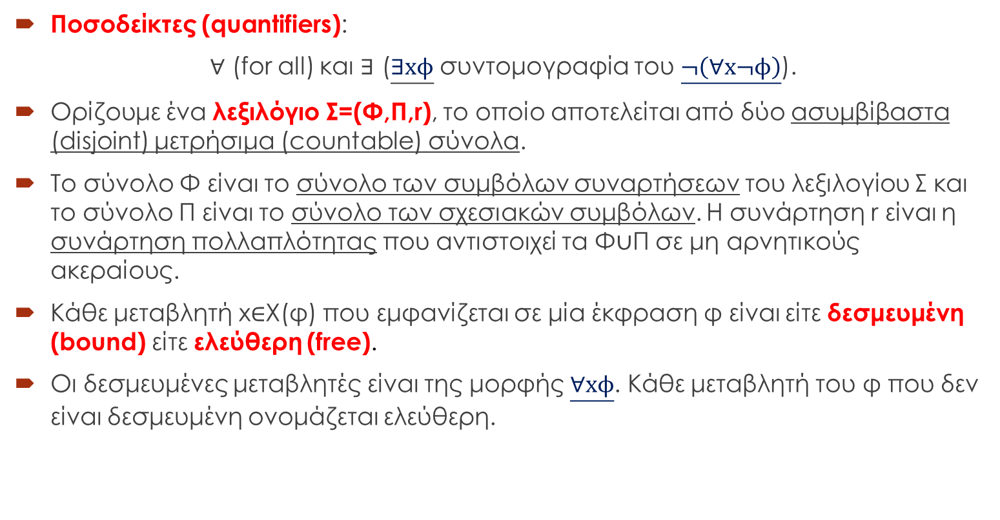 Ποσοδείκτες (quantifiers):
∀ (for all) και ∃ (∃xϕ συντομογραφία του ¬(∀x¬ϕ)).
Ορίζουμε ένα λεξιλόγιο Σ=(Φ,Π,r), το οποίο αποτελείται από δύο ασυμβίβαστα
(disjoint) μετρήσιμα (countable) σύνολα.
Το σύνολο Φ είναι το σύνολο των συμβόλων συναρτήσεων του λεξιλογίου Σ και
το σύνολο Π είναι το σύνολο των σχεσιακών συμβόλων. Η συνάρτηση r είναι η
συνάρτηση πολλαπλότητας που αντιστοιχεί τα Φ∪Π σε μη αρνητικούς
ακεραίους.
Κάθε μεταβλητή x∈X(φ) που εμφανίζεται σε μία έκφραση φ είναι είτε δεσμευμένη
(bound) είτε ελεύθερη (free).
Οι δεσμευμένες μεταβλητές είναι της μορφής ∀xϕ. Κάθε μεταβλητή του φ που δεν
είναι δεσμευμένη ονομάζεται ελεύθερη.